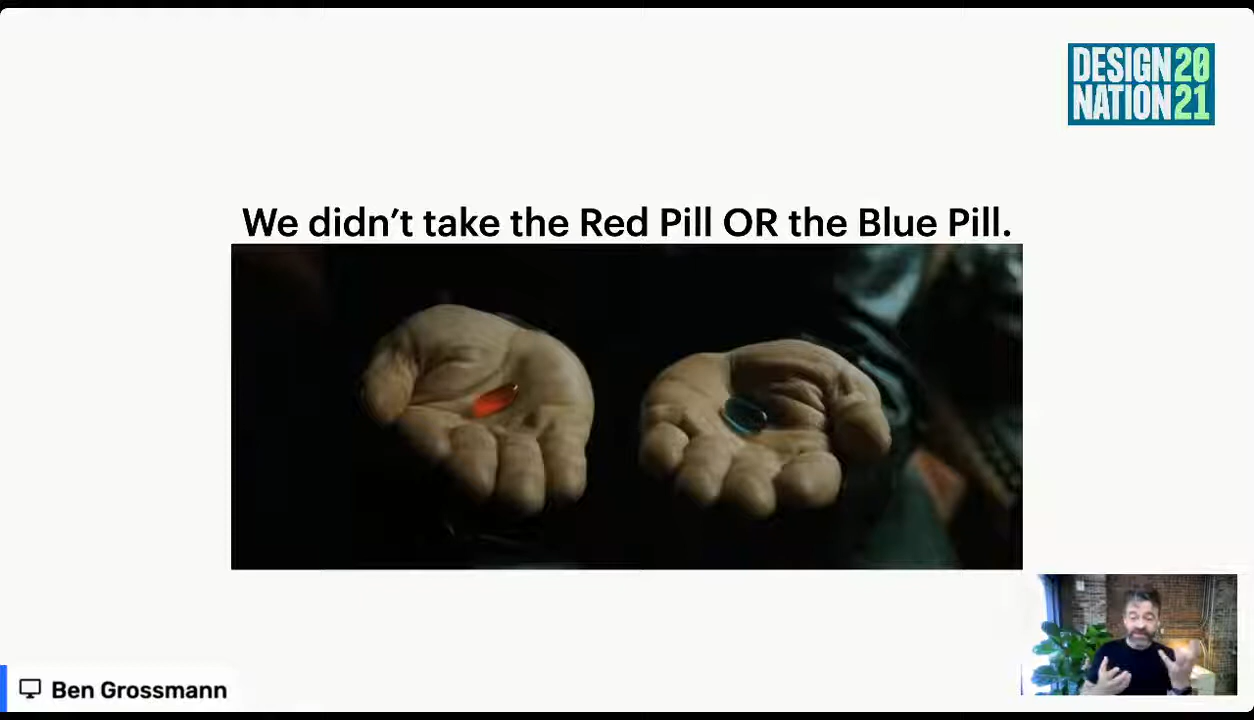 DESIGN 20
NATION 21
We didn’t take the Red Pill OR the Blue Pill.
Ben Grossmann